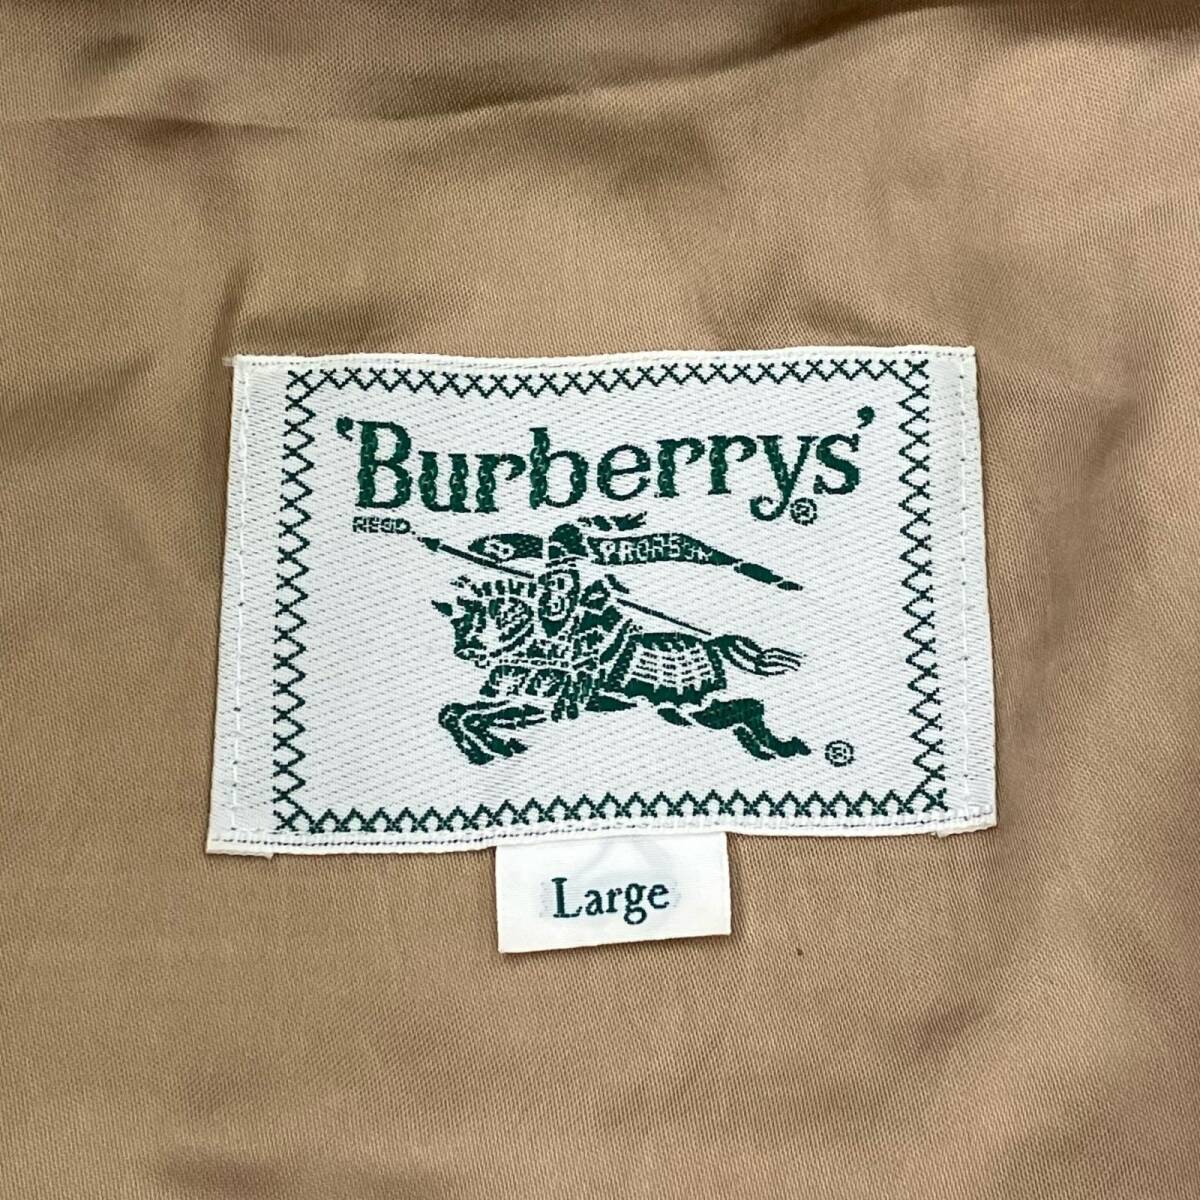 'Burberrys'®
REGD.
PRORSUM
®
Large